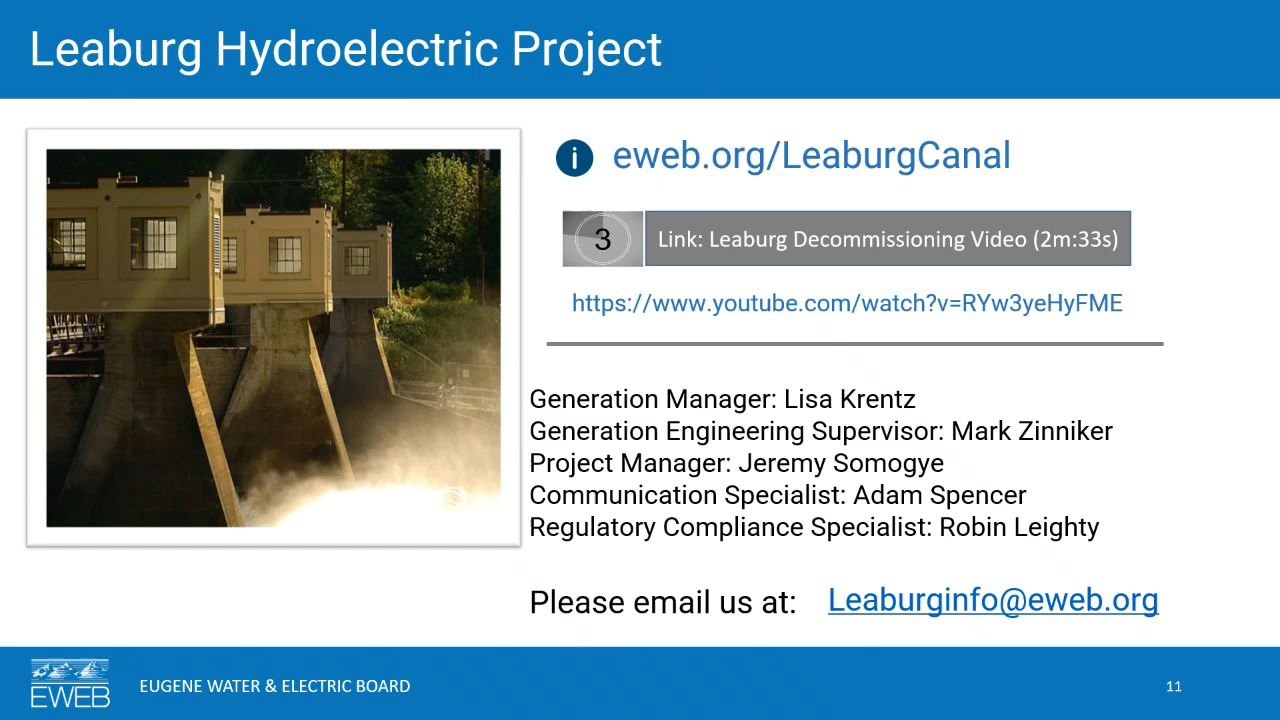 Leaburg Hydroelectric Project
i eweb.org/LeaburgCanal
3 Link: Leaburg Decommissioning Video (2m:33s)
https://www.youtube.com/watch?v=RYw3yeHyFME
Generation Manager: Lisa Krentz
Generation Engineering Supervisor: Mark Zinniker
Project Manager: Jeremy Somogye
Communication Specialist: Adam Spencer
Regulatory Compliance Specialist: Robin Leighty
Please email us at: Leaburginfo@eweb.org
EWEB EUGENE WATER & ELECTRIC BOARD 11